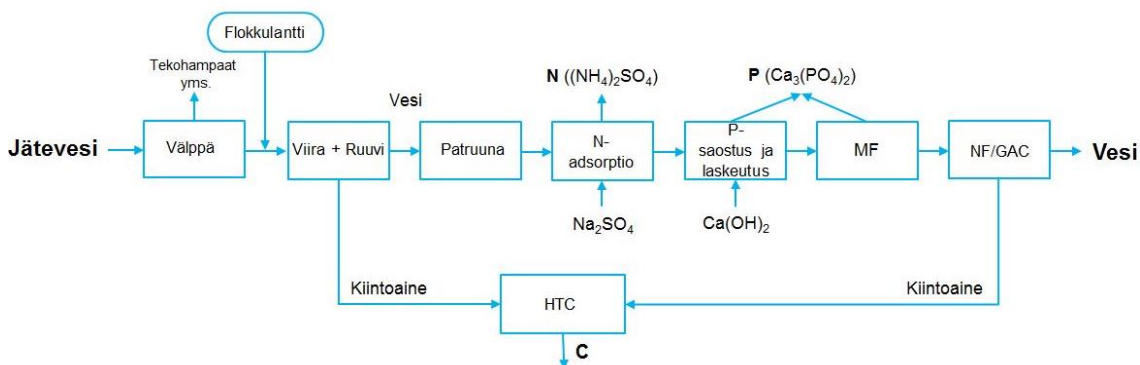 Flokkulantti
Tekohampaat
yms.
N ((NH₄)₂SO₄)
P (Ca₃(PO₄)₂)
Vesi
Jätevesi
Välppä
Viira + Ruuvi
Patruuna
N-
adsorptio
P-
saostus ja
laskeutus
MF
NF/GAC
Vesi
Na₂SO₄
Ca(OH)₂
Kiintoaine
HTC
Kiintoaine
C